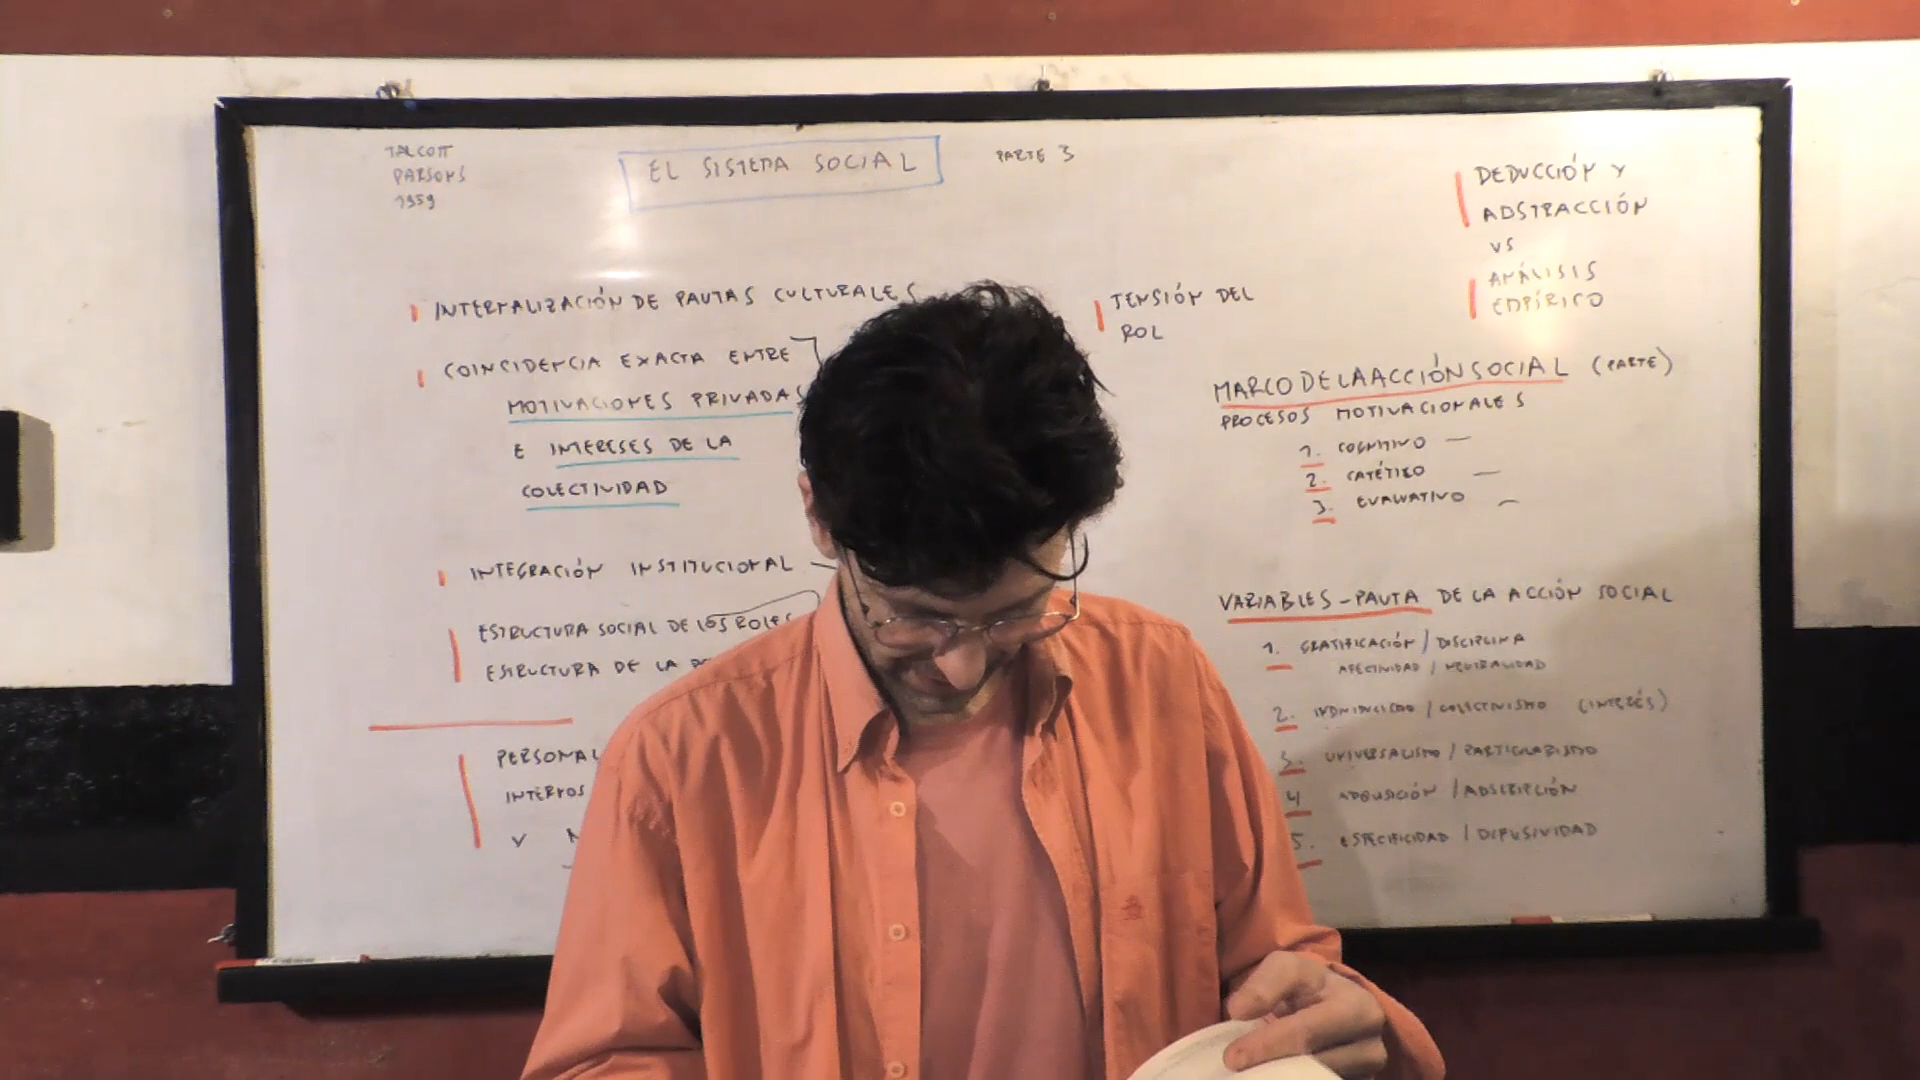 TALCOTT
PARSONS
1959
EL SISTEMA SOCIAL
PARTE 3
INTERNALIZACIÓN DE PAUTAS CULTURALES
COINCIDENCIA EXACTA ENTRE
MOTIVACIONES PRIVADAS
E INTERESES DE LA
COLECTIVIDAD
INTEGRACIÓN INSTITUCIONAL
ESTRUCTURA SOCIAL DE LOS ROLES
ESTRUCTURA DE LA
PERSONAL
INTERNOS
Y
TENSIÓN DEL
ROL
DEDUCCIÓN Y
ADSTRACCIÓN
VS
ANÁLISIS
EMPÍRICO
MARCO DE LA ACCIÓN SOCIAL (PARTE)
PROCESOS MOTIVACIONALES
1. COGNITIVO —
2. CATÉTICO —
3. EVALUATIVO —
VARIABLES-PAUTA DE LA ACCIÓN SOCIAL
1. GRATIFICACIÓN / DISCIPLINA
AFECTIVIDAD / NEUTRALIDAD
2. / COLECTIVISMO (INTERÉS)
3. UNIVERSALISMO / PARTICULARISMO
4 ADQUISICIÓN / ADSCRIPCIÓN
5. ESPECIFICIDAD / DIFUSIVIDAD